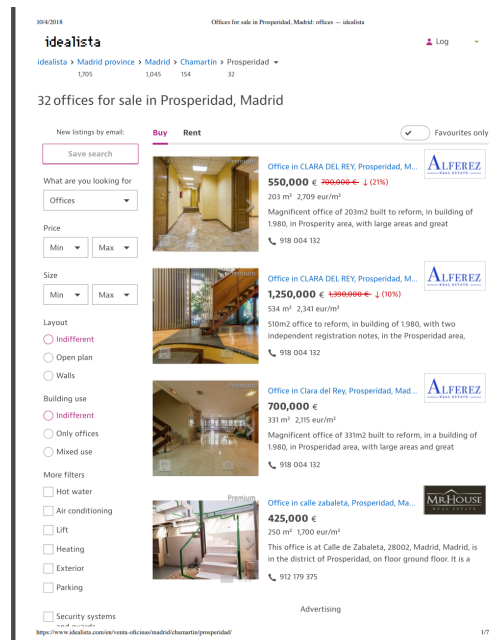 10/4/2018 Offices for sale in Prosperidad, Madrid: offices — idealista
idealista
Log
idealista > Madrid province > Madrid > Chamartín > Prosperidad
1,705 1,045 154 32
32 offices for sale in Prosperidad, Madrid
New listings by email:
Save search
What are you looking for
Offices
Price
Min Max
Size
Min Max
Layout
Indifferent
Open plan
Walls
Building use
Indifferent
Only offices
Mixed use
More filters
Hot water
Air conditioning
Lift
Heating
Exterior
Parking
Security systems
and guards
Buy Rent
Favourites only
Premium
Office in CLARA DEL REY, Prosperidad, M...
ALFEREZ
REAL ESTATE
550,000 € 700,000 € ↓ (21%)
203 m² 2,709 eur/m²
Magnificent office of 203m2 built to reform, in building of
1.980, in Prosperity area, with large areas and great
918 004 132
Premium
Office in CLARA DEL REY, Prosperidad, M...
ALFEREZ
REAL ESTATE
1,250,000 € 1,390,000 € ↓ (10%)
534 m² 2,341 eur/m²
510m2 office to reform, in building of 1.980, with two
independent registration notes, in the Prosperidad area,
918 004 132
Premium
Office in Clara del Rey, Prosperidad, Mad...
ALFEREZ
REAL ESTATE
700,000 €
331 m² 2,115 eur/m²
Magnificent office of 331m2 built to reform, in a building of
1.980, in Prosperidad area, with large areas and great
918 004 132
Premium
Office in calle zabaleta, Prosperidad, Ma...
MR.HOUSE
REAL ESTATE
425,000 €
250 m² 1,700 eur/m²
This office is at Calle de Zabaleta, 28002, Madrid, Madrid, is
in the district of Prosperidad, on floor ground floor. It is a
912 179 375
Advertising
https://www.idealista.com/en/venta-oficinas/madrid/chamartin/prosperidad/ 1/7